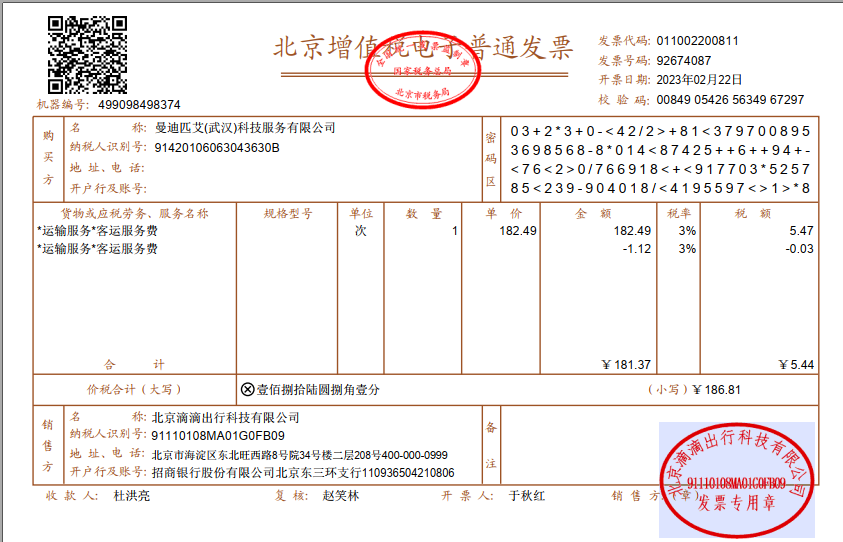 北京增值税电子普通发票
全国统一发票监制章
国家税务总局
北京市税务局
发票代码: 011002200811
发票号码: 92674087
开票日期: 2023年02月22日
校 验 码: 00849 05426 56349 67297
机器编号: 499098498374
购买方
名 称: 曼迪匹艾(武汉)科技服务有限公司
纳税人识别号: 91420106063043630B
地 址、电 话:
开户行及账号:
密码区
03+2*3+0-<42/2>+81<379700895
3698568-8*014<87425++6++94+-
<76<2>0/766918<+<917703*5257
85<239-904018/<4195597<>1>*8
货物或应税劳务、服务名称 规格型号 单位 数 量 单 价 金 额 税率 税 额
*运输服务*客运服务费 次 1 182.49 182.49 3% 5.47
*运输服务*客运服务费 -1.12 3% -0.03
合 计 ￥181.37 ￥5.44
价税合计（大写） ⊗壹佰捌拾陆圆捌角壹分 （小写）￥186.81
销售方
名 称: 北京滴滴出行科技有限公司
纳税人识别号: 91110108MA01G0FB09
地 址、电 话: 北京市海淀区东北旺西路8号院34号楼二层208号400-000-0999
开户行及账号: 招商银行股份有限公司北京东三环支行110936504210806
备注
收 款 人: 杜洪亮 复 核: 赵笑林 开 票 人: 于秋红 销 售 方:（章）
北京滴滴出行科技有限公司
91110108MA01G0FB09
发票专用章